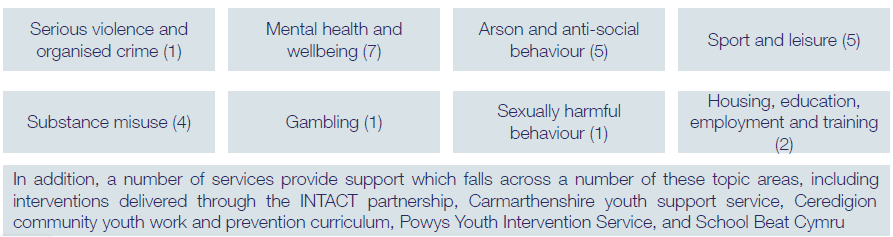 Serious violence and
organised crime (1)
Mental health and
wellbeing (7)
Arson and anti-social
behaviour (5)
Sport and leisure (5)
Substance misuse (4)
Gambling (1)
Sexually harmful
behaviour (1)
Housing, education,
employment and training
(2)
In addition, a number of services provide support which falls across a number of these topic areas, including
interventions delivered through the INTACT partnership, Carmarthenshire youth support service, Ceredigion
community youth work and prevention curriculum, Powys Youth Intervention Service, and School Beat Cymru